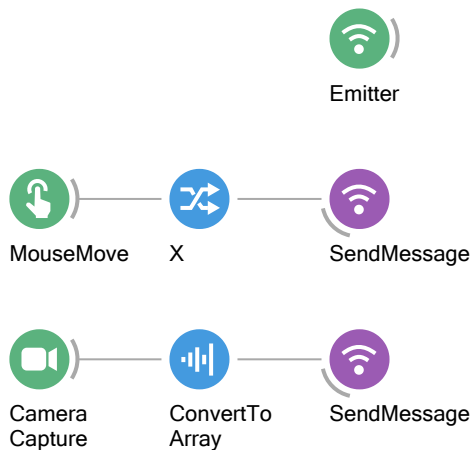 Emitter
MouseMove
X
SendMessage
Camera
Capture
ConvertTo
Array
SendMessage